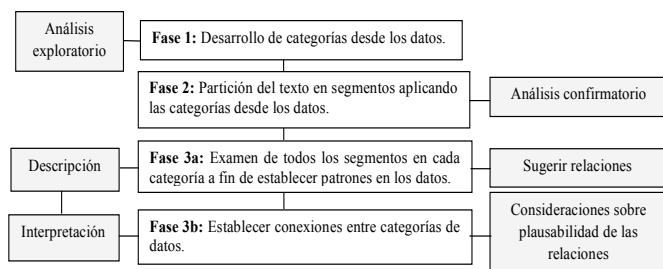 Análisis
exploratorio
Fase 1: Desarrollo de categorías desde los datos.
Fase 2: Partición del texto en segmentos aplicando
las categorías desde los datos.
Análisis confirmatorio
Descripción
Fase 3a: Examen de todos los segmentos en cada
categoría a fin de establecer patrones en los datos.
Sugerir relaciones
Interpretación
Fase 3b: Establecer conexiones entre categorías de
datos.
Consideraciones sobre
plausabilidad de las
relaciones